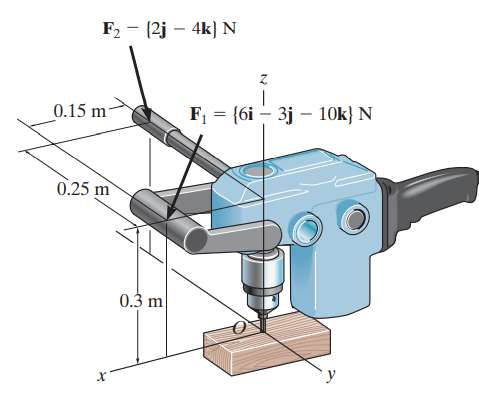 F₂ = {2j – 4k} N
z
0.15 m
F₁ = {6i – 3j – 10k} N
0.25 m
0.3 m
O
x
y